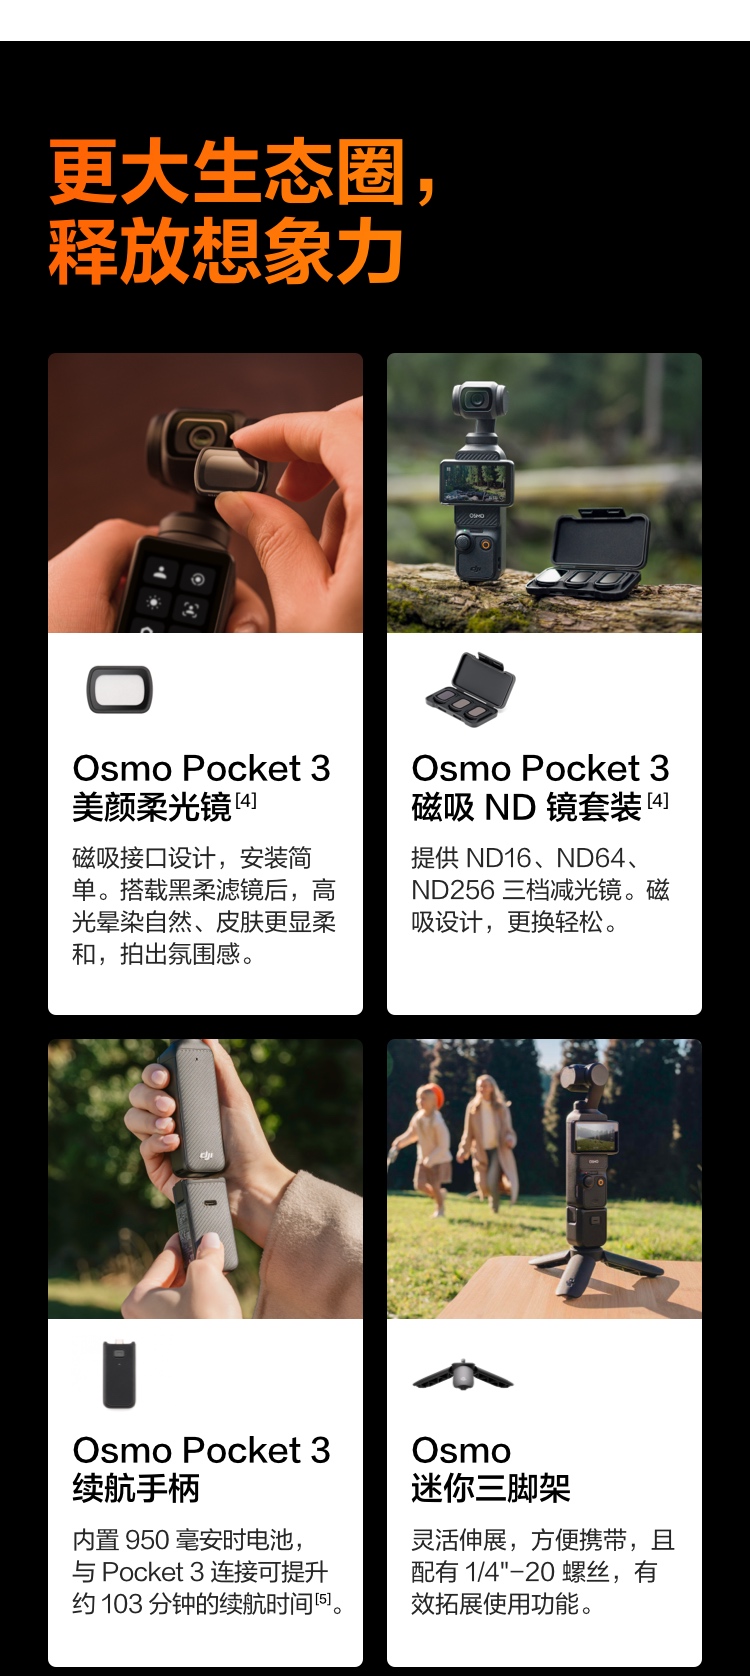 更大生态圈，
释放想象力
OSMO
Osmo Pocket 3
美颜柔光镜[4]
磁吸接口设计，安装简
单。搭载黑柔滤镜后，高
光晕染自然、皮肤更显柔
和，拍出氛围感。
Osmo Pocket 3
磁吸 ND 镜套装[4]
提供 ND16、ND64、
ND256 三档减光镜。磁
吸设计，更换轻松。
dji
OSMO
Osmo Pocket 3
续航手柄
内置 950 毫安时电池，
与 Pocket 3 连接可提升
约 103 分钟的续航时间[5]。
Osmo
迷你三脚架
灵活伸展，方便携带，且
配有 1/4"-20 螺丝，有
效拓展使用功能。